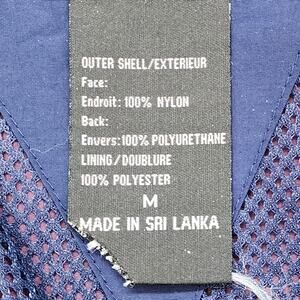 OUTER SHELL/EXTERIEUR
Face:
Endroit: 100% NYLON
Back:
Envers:100% POLYURETHANE
LINING/DOUBLURE
100% POLYESTER
M
MADE IN SRI LANKA